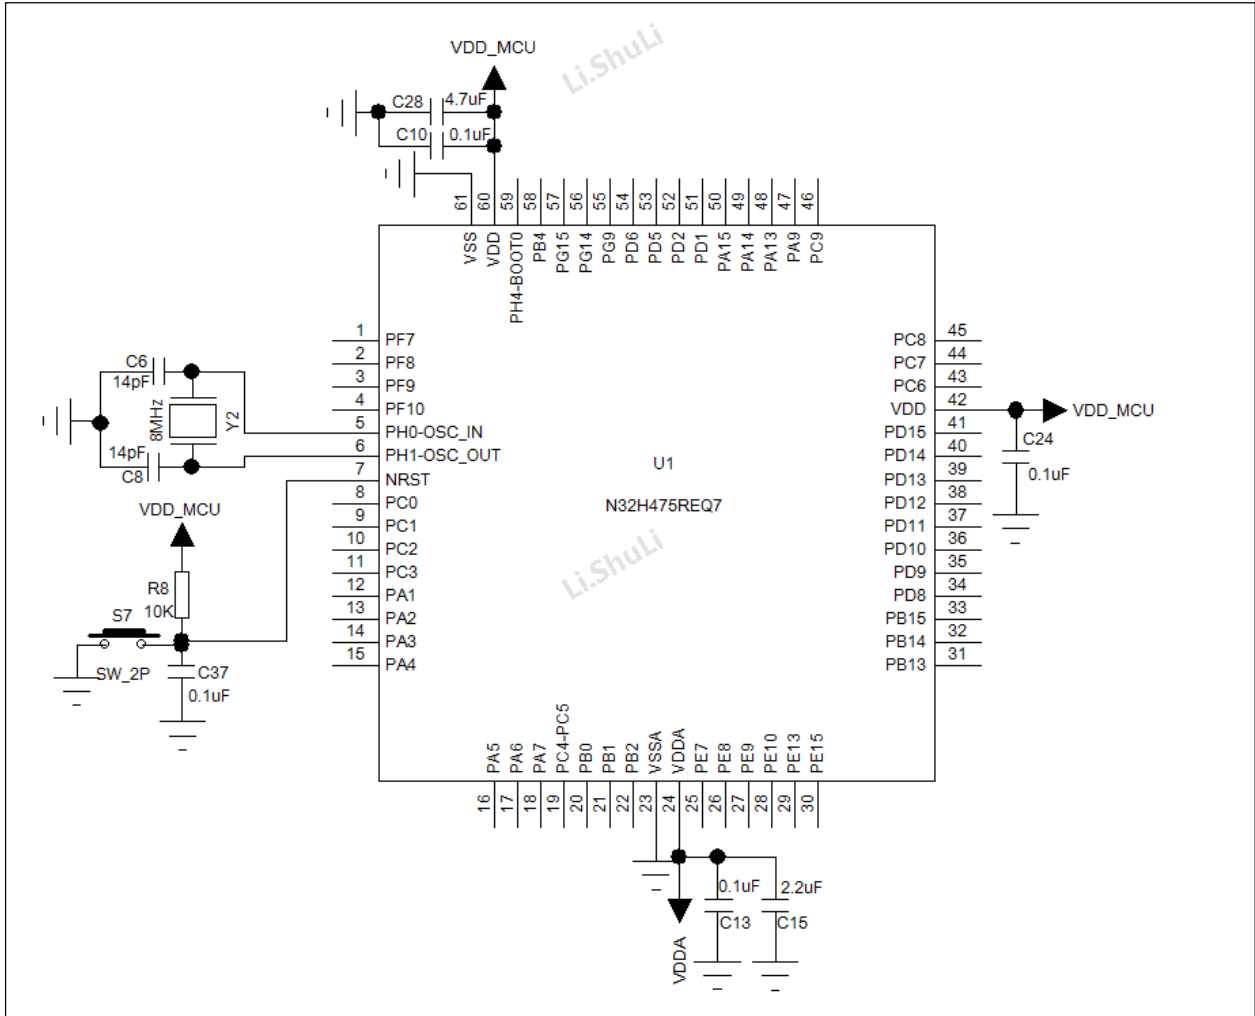 Li.ShuLi
VDD_MCU
C28
4.7uF
C10
0.1uF
61
60
59
58
57
56
55
54
53
52
51
50
49
48
47
46
VSS
VDD
PH4-BOOT0
PB4
PG15
PG14
PG9
PD6
PD5
PD2
PD1
PA15
PA14
PA13
PA9
PC9
1 PF7
2 PF8
3 PF9
4 PF10
5 PH0-OSC_IN
6 PH1-OSC_OUT
7 NRST
8 PC0
9 PC1
10 PC2
11 PC3
12 PA1
13 PA2
14 PA3
15 PA4
C6
14pF
8MHz
Y2
14pF
C8
VDD_MCU
R8
10K
S7
SW_2P
C37
0.1uF
U1
N32H475REQ7
Li.ShuLi
PC8 45
PC7 44
PC6 43
VDD 42
PD15 41
PD14 40
PD13 39
PD12 38
PD11 37
PD10 36
PD9 35
PD8 34
PB15 33
PB14 32
PB13 31
VDD_MCU
C24
0.1uF
PA5
PA6
PA7
PC4-PC5
PB0
PB1
PB2
VSSA
VDDA
PE7
PE8
PE9
PE10
PE13
PE15
16
17
18
19
20
21
22
23
24
25
26
27
28
29
30
0.1uF
2.2uF
C13
C15
VDDA